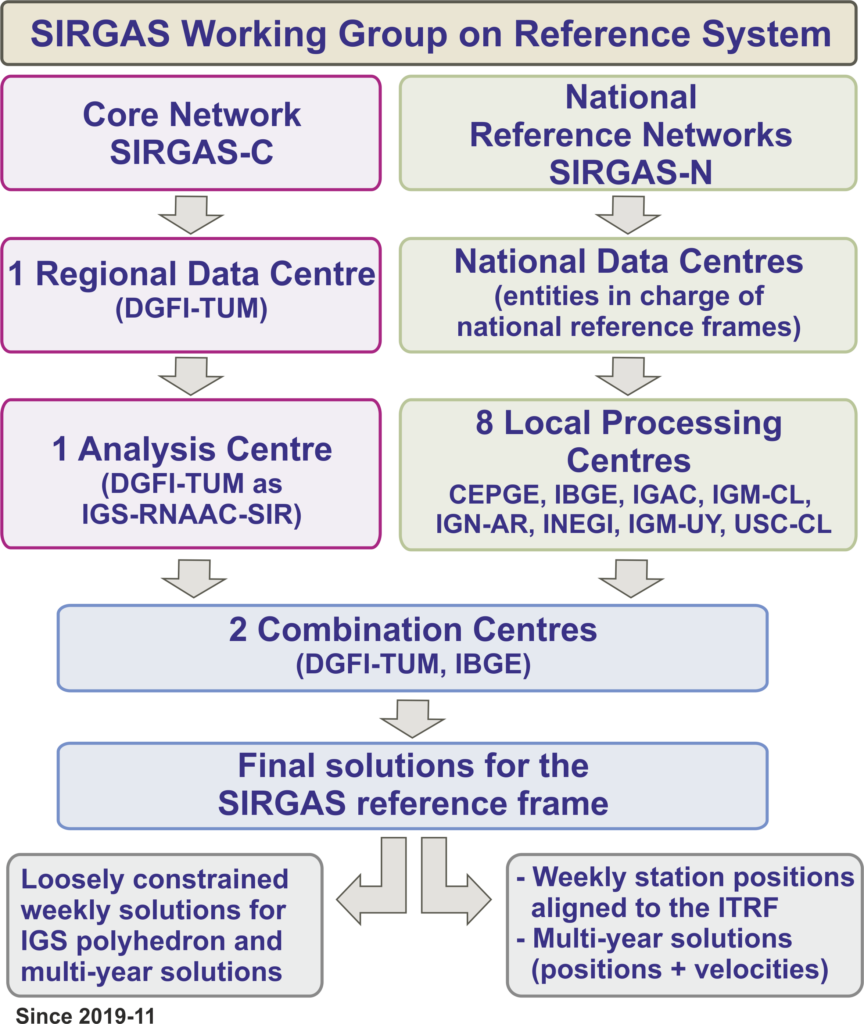 SIRGAS Working Group on Reference System
Core Network
SIRGAS-C
National
Reference Networks
SIRGAS-N
1 Regional Data Centre
(DGFI-TUM)
National Data Centres
(entities in charge of
national reference frames)
1 Analysis Centre
(DGFI-TUM as
IGS-RNAAC-SIR)
8 Local Processing
Centres
CEPGE, IBGE, IGAC, IGM-CL,
IGN-AR, INEGI, IGM-UY, USC-CL
2 Combination Centres
(DGFI-TUM, IBGE)
Final solutions for the
SIRGAS reference frame
Loosely constrained
weekly solutions for
IGS polyhedron and
multi-year solutions
- Weekly station positions
aligned to the ITRF
- Multi-year solutions
(positions + velocities)
Since 2019-11